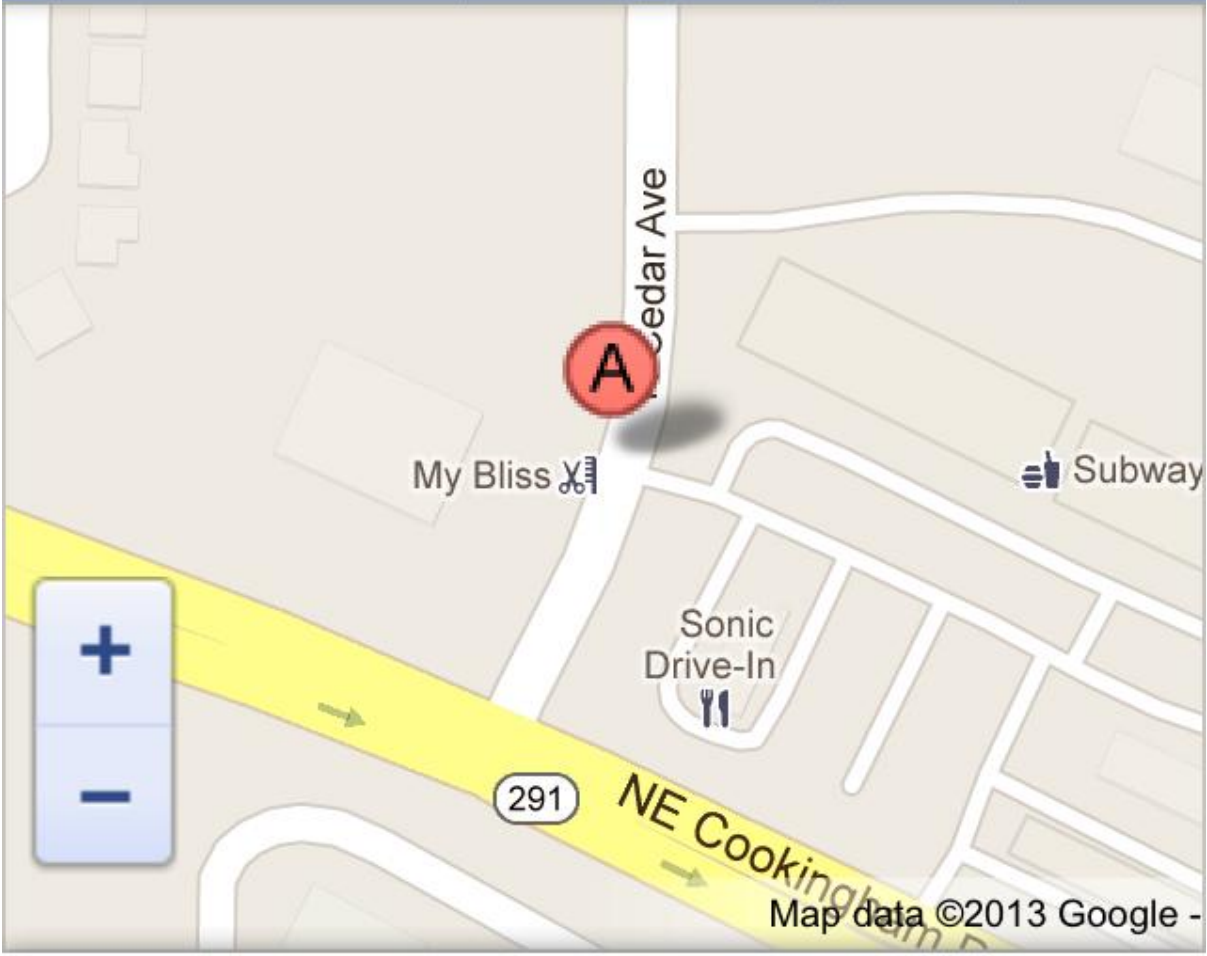 Cedar Ave
A
My Bliss
Subway
Sonic
Drive-In
+
−
291
NE Cookingham
Map data ©2013 Google -